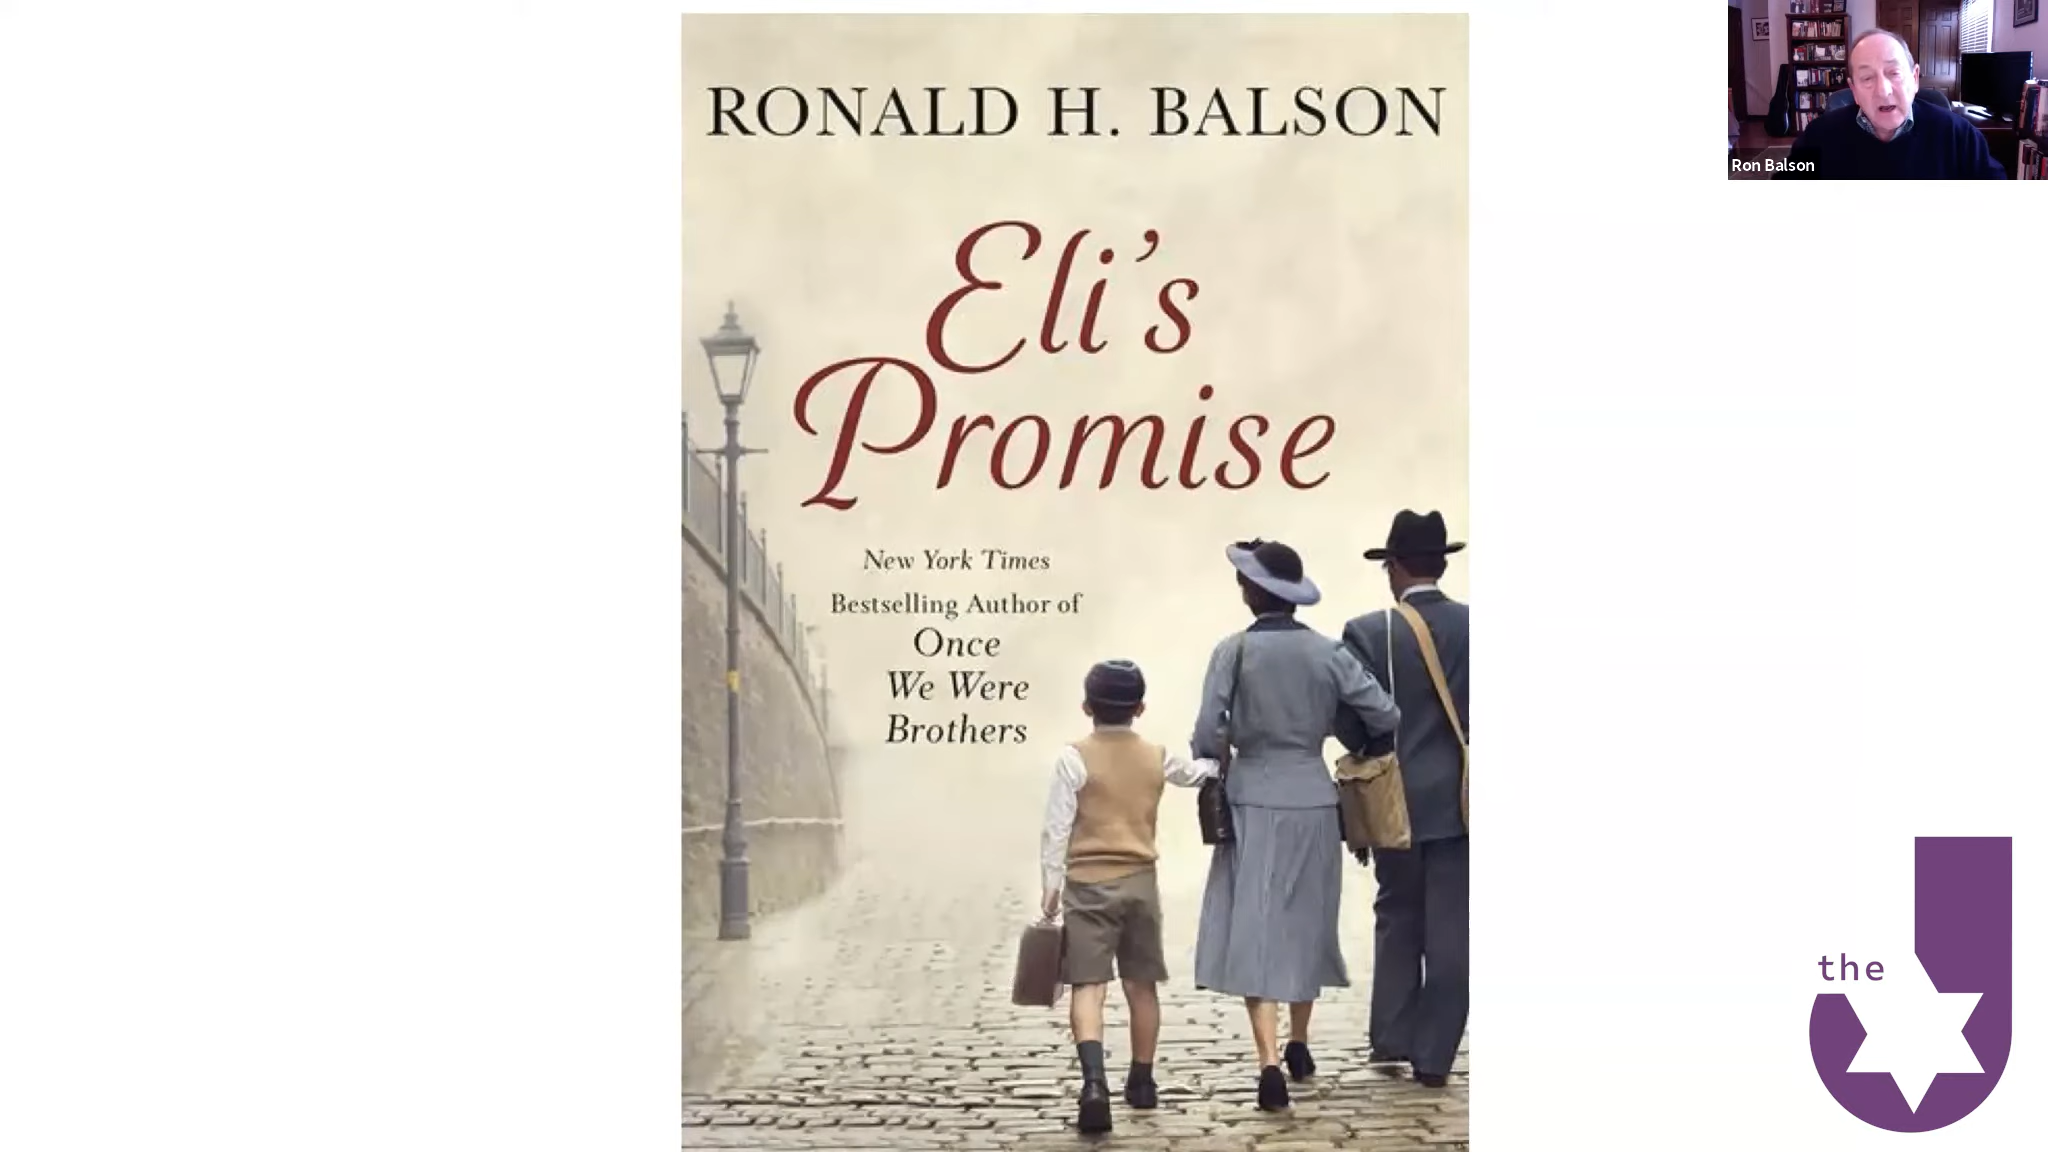 RONALD H. BALSON
Eli's
Promise
New York Times
Bestselling Author of
Once
We Were
Brothers
Ron Balson
the